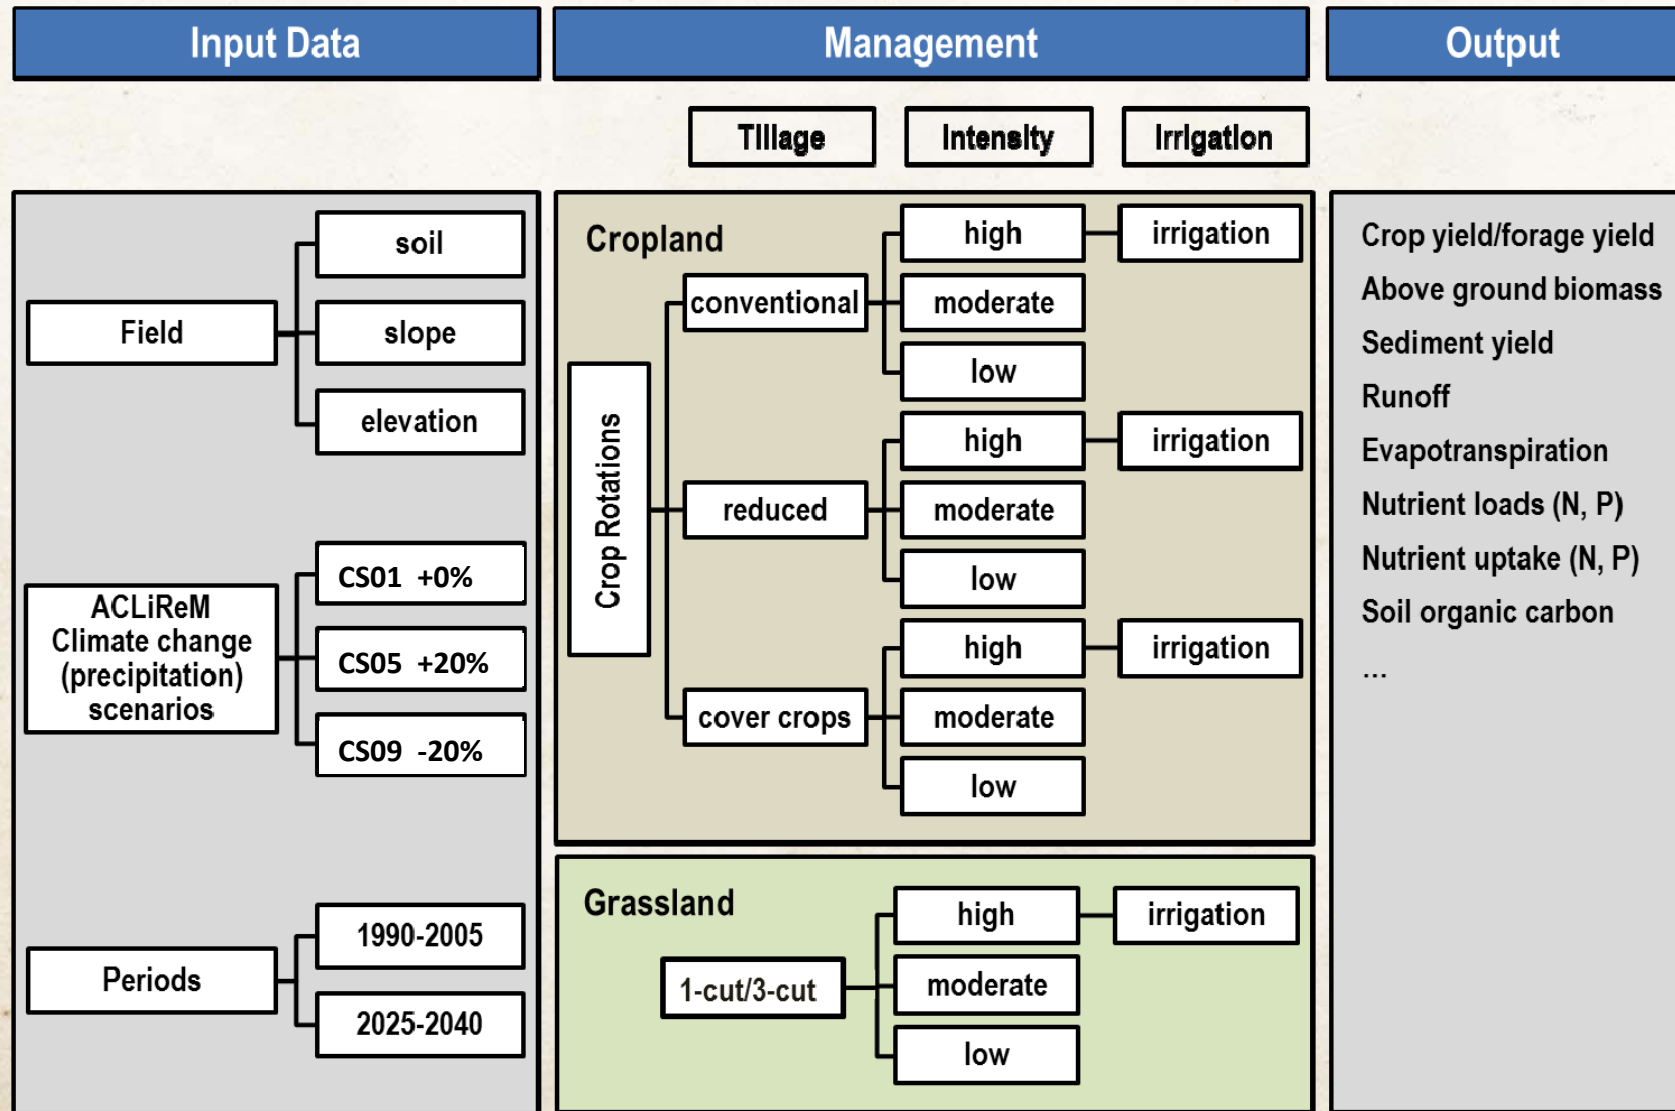 Input Data
Management
Output
Tillage
Intensity
Irrigation
Field
soil
slope
elevation
ACLiReM
Climate change
(precipitation)
scenarios
CS01 +0%
CS05 +20%
CS09 -20%
Periods
1990-2005
2025-2040
Cropland
Crop Rotations
conventional
high
irrigation
moderate
low
reduced
high
irrigation
moderate
low
cover crops
high
irrigation
moderate
low
Grassland
1-cut/3-cut
high
irrigation
moderate
low
Crop yield/forage yield
Above ground biomass
Sediment yield
Runoff
Evapotranspiration
Nutrient loads (N, P)
Nutrient uptake (N, P)
Soil organic carbon
...